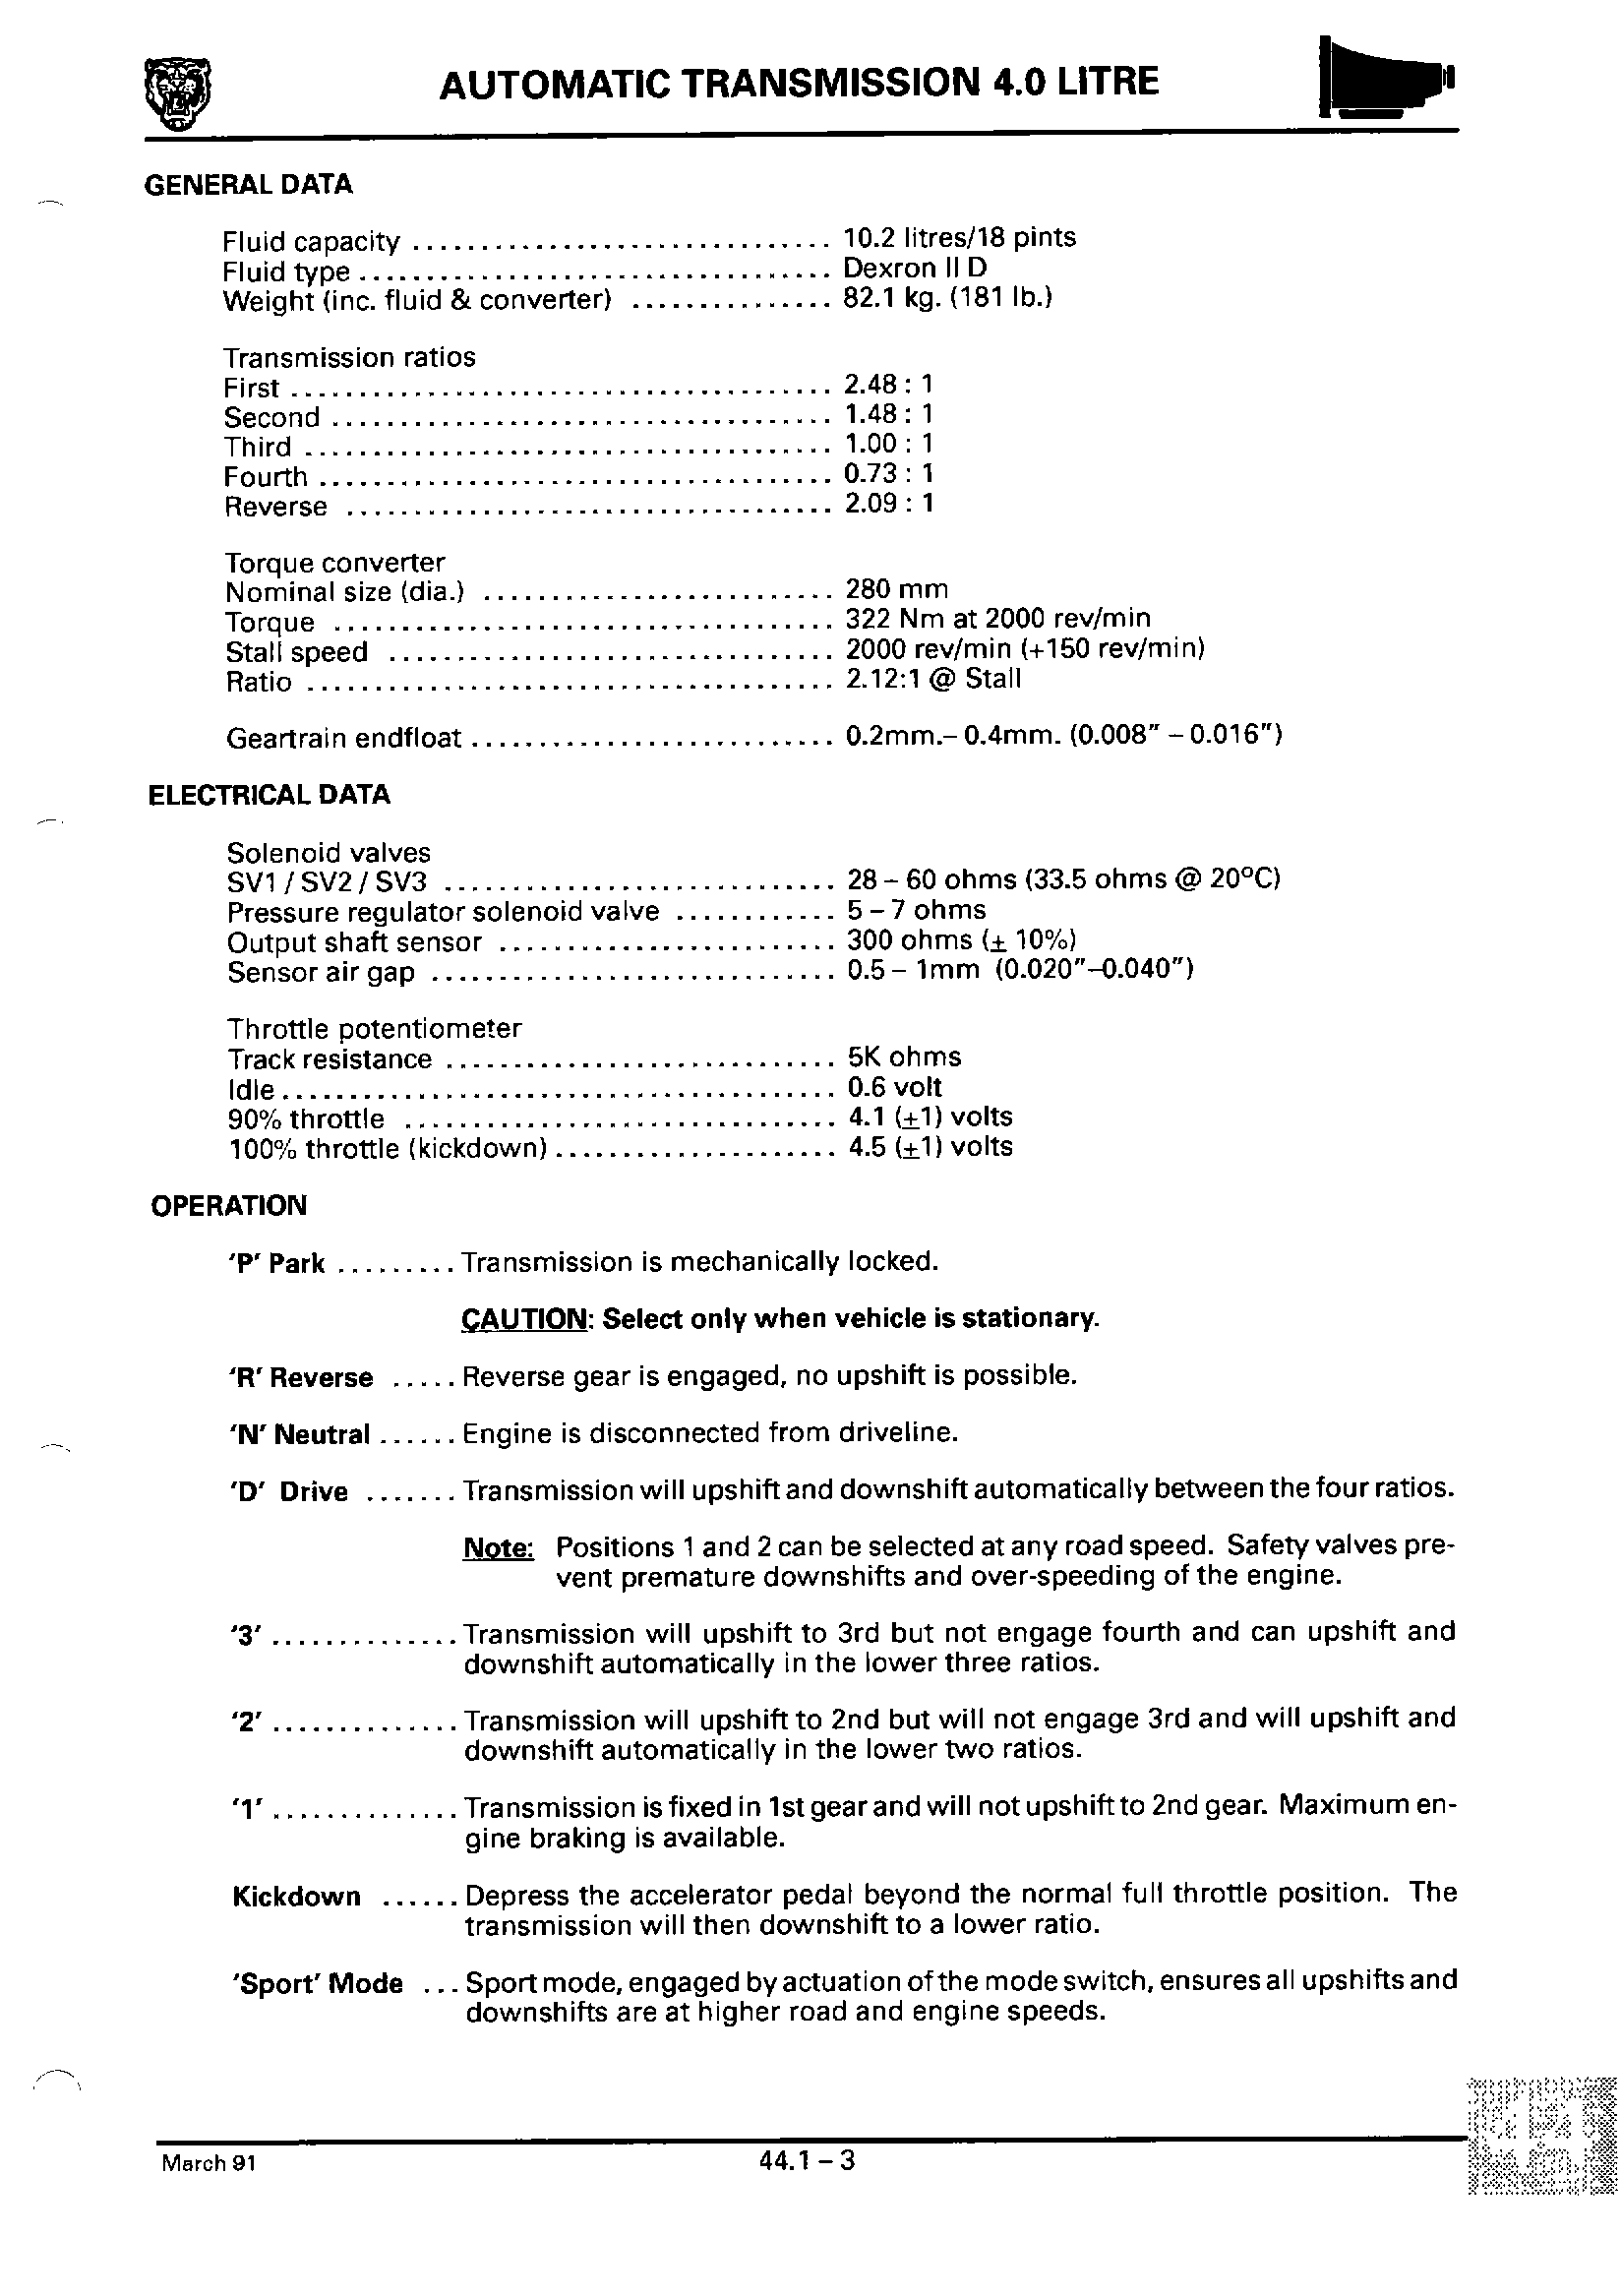 AUTOMATIC TRANSMISSION 4.0 LITRE
GENERAL DATA
Fluid capacity ............................... 10.2 litres/18 pints
Fluid type ................................... Dexron II D
Weight (inc. fluid & converter) ............... 82.1 kg. (181 lb.)
Transmission ratios
First ........................................ 2.48 : 1
Second ..................................... 1.48 : 1
Third ....................................... 1.00 : 1
Fourth ...................................... 0.73 : 1
Reverse .................................... 2.09 : 1
Torque converter
Nominal size (dia.) .......................... 280 mm
Torque ..................................... 322 Nm at 2000 rev/min
Stall speed ................................. 2000 rev/min (+150 rev/min)
Ratio ....................................... 2.12:1 @ Stall
Geartrain endfloat ........................... 0.2mm.– 0.4mm. (0.008" – 0.016")
ELECTRICAL DATA
Solenoid valves
SV1 / SV2 / SV3 ............................. 28 – 60 ohms (33.5 ohms @ 20°C)
Pressure regulator solenoid valve ............ 5 – 7 ohms
Output shaft sensor ......................... 300 ohms (± 10%)
Sensor air gap .............................. 0.5 – 1mm (0.020"–0.040")
Throttle potentiometer
Track resistance ............................. 5K ohms
Idle ......................................... 0.6 volt
90% throttle ................................ 4.1 (±1) volts
100% throttle (kickdown) ..................... 4.5 (±1) volts
OPERATION
'P' Park ......... Transmission is mechanically locked.
CAUTION: Select only when vehicle is stationary.
'R' Reverse ..... Reverse gear is engaged, no upshift is possible.
'N' Neutral ...... Engine is disconnected from driveline.
'D' Drive ....... Transmission will upshift and downshift automatically between the four ratios.
Note: Positions 1 and 2 can be selected at any road speed. Safety valves pre-
vent premature downshifts and over-speeding of the engine.
'3' .............. Transmission will upshift to 3rd but not engage fourth and can upshift and
downshift automatically in the lower three ratios.
'2' .............. Transmission will upshift to 2nd but will not engage 3rd and will upshift and
downshift automatically in the lower two ratios.
'1' .............. Transmission is fixed in 1st gear and will not upshift to 2nd gear. Maximum en-
gine braking is available.
Kickdown ...... Depress the accelerator pedal beyond the normal full throttle position. The
transmission will then downshift to a lower ratio.
'Sport' Mode ... Sport mode, engaged by actuation of the mode switch, ensures all upshifts and
downshifts are at higher road and engine speeds.
March 91
44.1 – 3